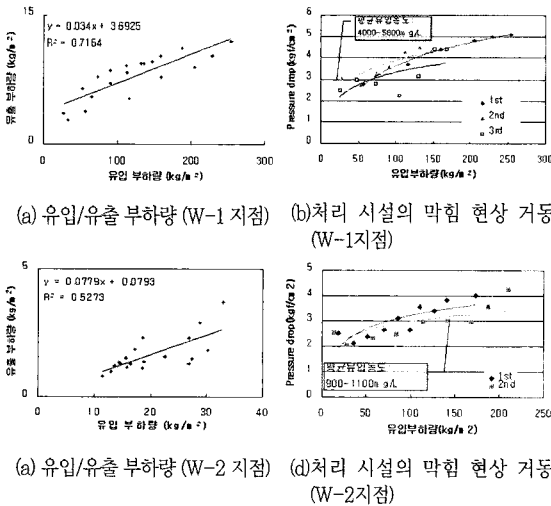 y = 0.034x + 3.6925
R² = 0.7164
유출 부하량 (kg/m²)
15
0
0 100 200 300
유입 부하량 (kg/m²)
(a) 유입/유출 부하량 (W-1 지점)
Pressure drop (kgf/cm²)
평균유입농도
4000~5800mg/L
6
5
4
3
2
1
0
0 50 100 150 200 250 300
유입부하량(kg/m²)
1st
2nd
3rd
(b)처리 시설의 막힘 현상 거동
(W-1지점)
y = 0.0779x + 0.0793
R² = 0.5273
유출 부하량 (kg/m²)
5
0
0 10 20 30 40
유입 부하량 (kg/m²)
(a) 유입/유출 부하량 (W-2 지점)
Pressure drop(kgf/cm2)
5
4
3
2
1
0
평균유입농도
900~1100mg/L
1st
2nd
0 50 100 150 200 250
유입부하량(kg/m2)
(d)처리 시설의 막힘 현상 거동
(W-2지점)